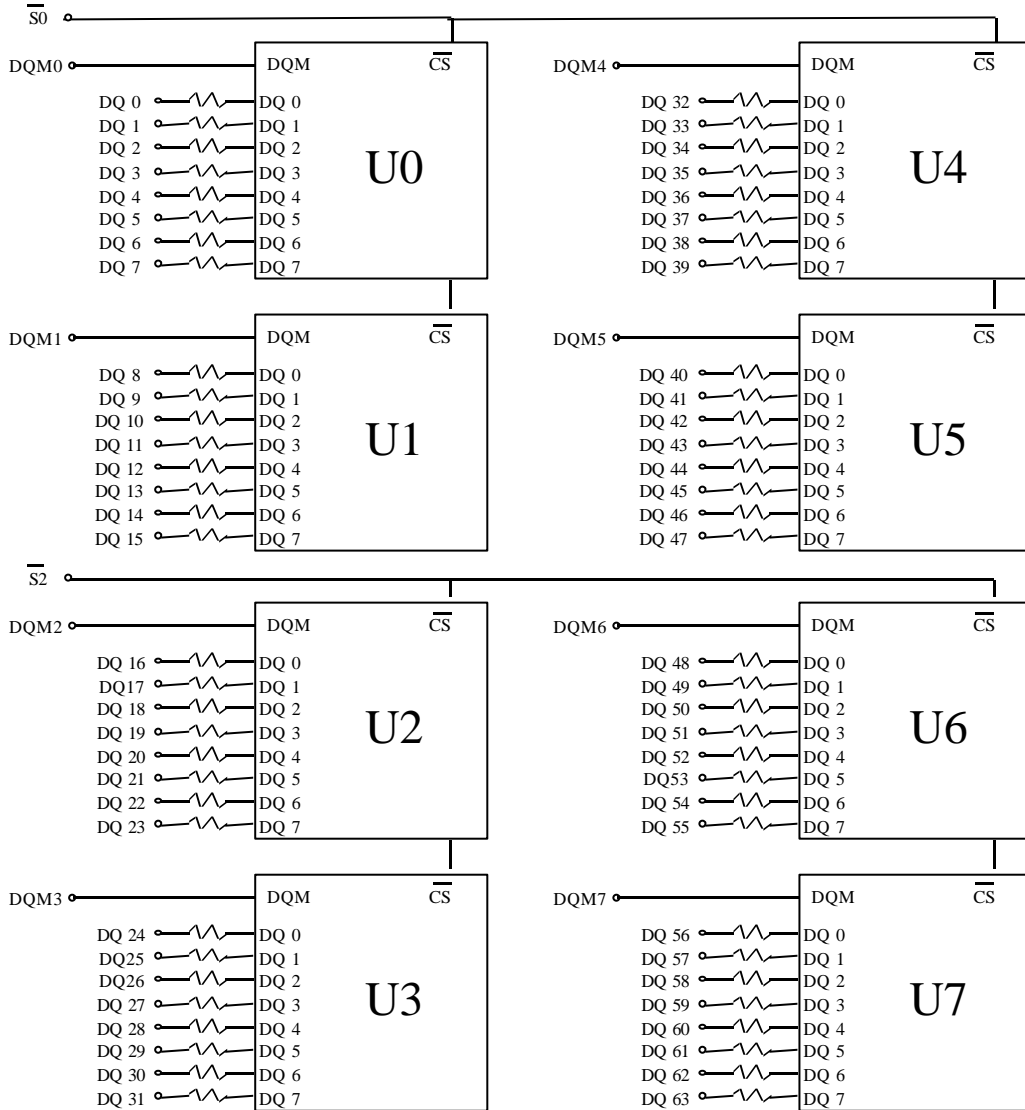 S0
DQM0 DQM CS DQM4 DQM CS
DQ 0 DQ 0 DQ 32 DQ 0
DQ 1 DQ 1 DQ 33 DQ 1
DQ 2 DQ 2 DQ 34 DQ 2
DQ 3 DQ 3 DQ 35 DQ 3
DQ 4 DQ 4 DQ 36 DQ 4
DQ 5 DQ 5 DQ 37 DQ 5
DQ 6 DQ 6 DQ 38 DQ 6
DQ 7 DQ 7 DQ 39 DQ 7
U0 U4
DQM1 DQM CS DQM5 DQM CS
DQ 8 DQ 0 DQ 40 DQ 0
DQ 9 DQ 1 DQ 41 DQ 1
DQ 10 DQ 2 DQ 42 DQ 2
DQ 11 DQ 3 DQ 43 DQ 3
DQ 12 DQ 4 DQ 44 DQ 4
DQ 13 DQ 5 DQ 45 DQ 5
DQ 14 DQ 6 DQ 46 DQ 6
DQ 15 DQ 7 DQ 47 DQ 7
U1 U5
S2
DQM2 DQM CS DQM6 DQM CS
DQ 16 DQ 0 DQ 48 DQ 0
DQ17 DQ 1 DQ 49 DQ 1
DQ 18 DQ 2 DQ 50 DQ 2
DQ 19 DQ 3 DQ 51 DQ 3
DQ 20 DQ 4 DQ 52 DQ 4
DQ 21 DQ 5 DQ53 DQ 5
DQ 22 DQ 6 DQ 54 DQ 6
DQ 23 DQ 7 DQ 55 DQ 7
U2 U6
DQM3 DQM CS DQM7 DQM CS
DQ 24 DQ 0 DQ 56 DQ 0
DQ25 DQ 1 DQ 57 DQ 1
DQ26 DQ 2 DQ 58 DQ 2
DQ 27 DQ 3 DQ 59 DQ 3
DQ 28 DQ 4 DQ 60 DQ 4
DQ 29 DQ 5 DQ 61 DQ 5
DQ 30 DQ 6 DQ 62 DQ 6
DQ 31 DQ 7 DQ 63 DQ 7
U3 U7